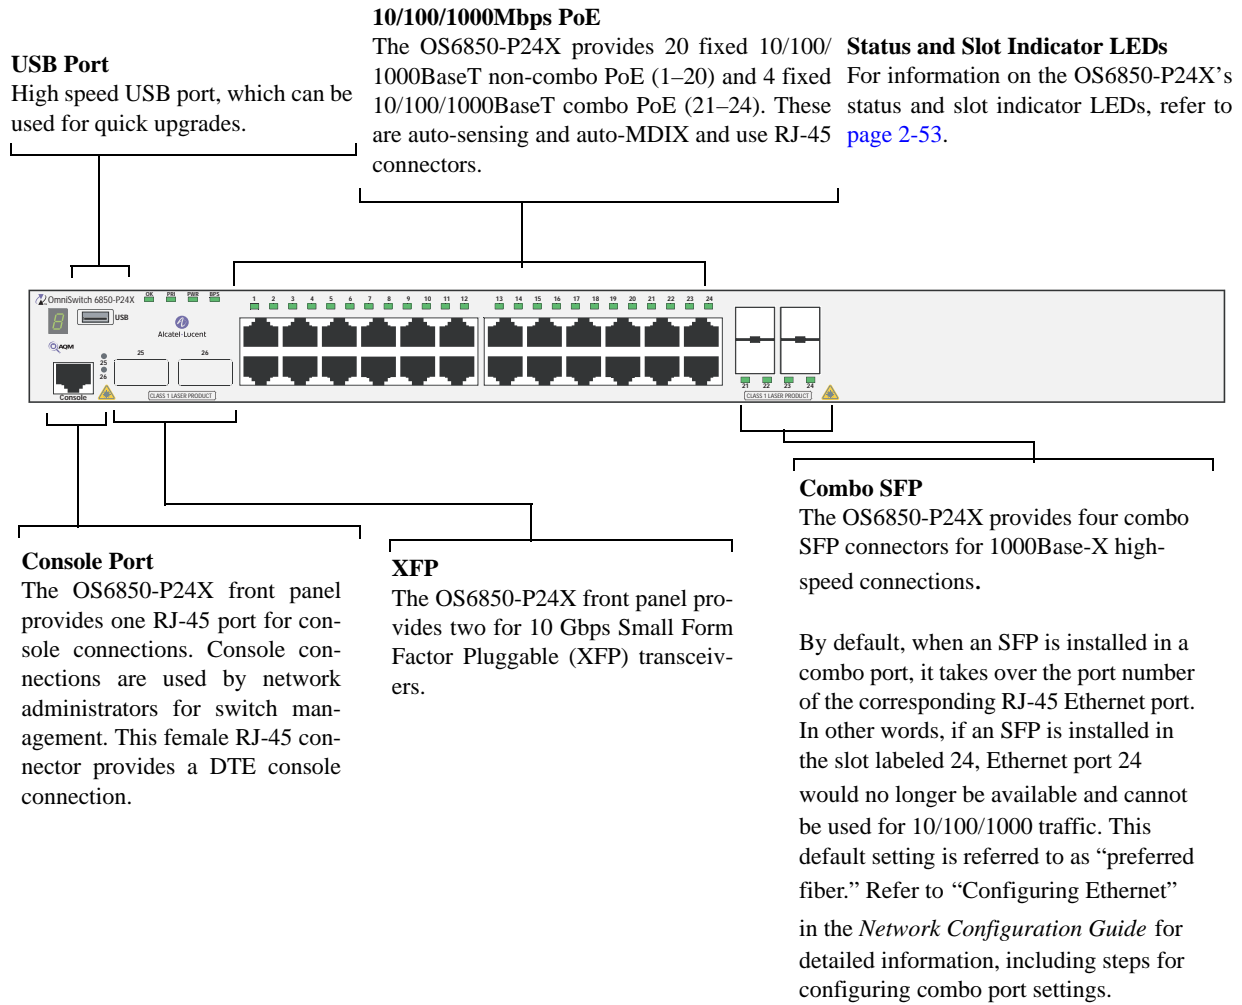 10/100/1000Mbps PoE
The OS6850-P24X provides 20 fixed 10/100/
1000BaseT non-combo PoE (1–20) and 4 fixed
10/100/1000BaseT combo PoE (21–24). These
are auto-sensing and auto-MDIX and use RJ-45
connectors.
USB Port
High speed USB port, which can be
used for quick upgrades.
Status and Slot Indicator LEDs
For information on the OS6850-P24X’s
status and slot indicator LEDs, refer to
page 2-53.
OmniSwitch 6850-P24X
OK PRI PWR BPS
USB
Alcatel·Lucent
AQM
25
26
Console
25 26
CLASS 1 LASER PRODUCT
1 2 3 4 5 6 7 8 9 10 11 12
13 14 15 16 17 18 19 20 21 22 23 24
21 22 23 24
CLASS 1 LASER PRODUCT
Console Port
The OS6850-P24X front panel
provides one RJ-45 port for con-
sole connections. Console con-
nections are used by network
administrators for switch man-
agement. This female RJ-45 con-
nector provides a DTE console
connection.
XFP
The OS6850-P24X front panel pro-
vides two for 10 Gbps Small Form
Factor Pluggable (XFP) transceiv-
ers.
Combo SFP
The OS6850-P24X provides four combo
SFP connectors for 1000Base-X high-
speed connections.
By default, when an SFP is installed in a
combo port, it takes over the port number
of the corresponding RJ-45 Ethernet port.
In other words, if an SFP is installed in
the slot labeled 24, Ethernet port 24
would no longer be available and cannot
be used for 10/100/1000 traffic. This
default setting is referred to as “preferred
fiber.” Refer to “Configuring Ethernet”
in the Network Configuration Guide for
detailed information, including steps for
configuring combo port settings.